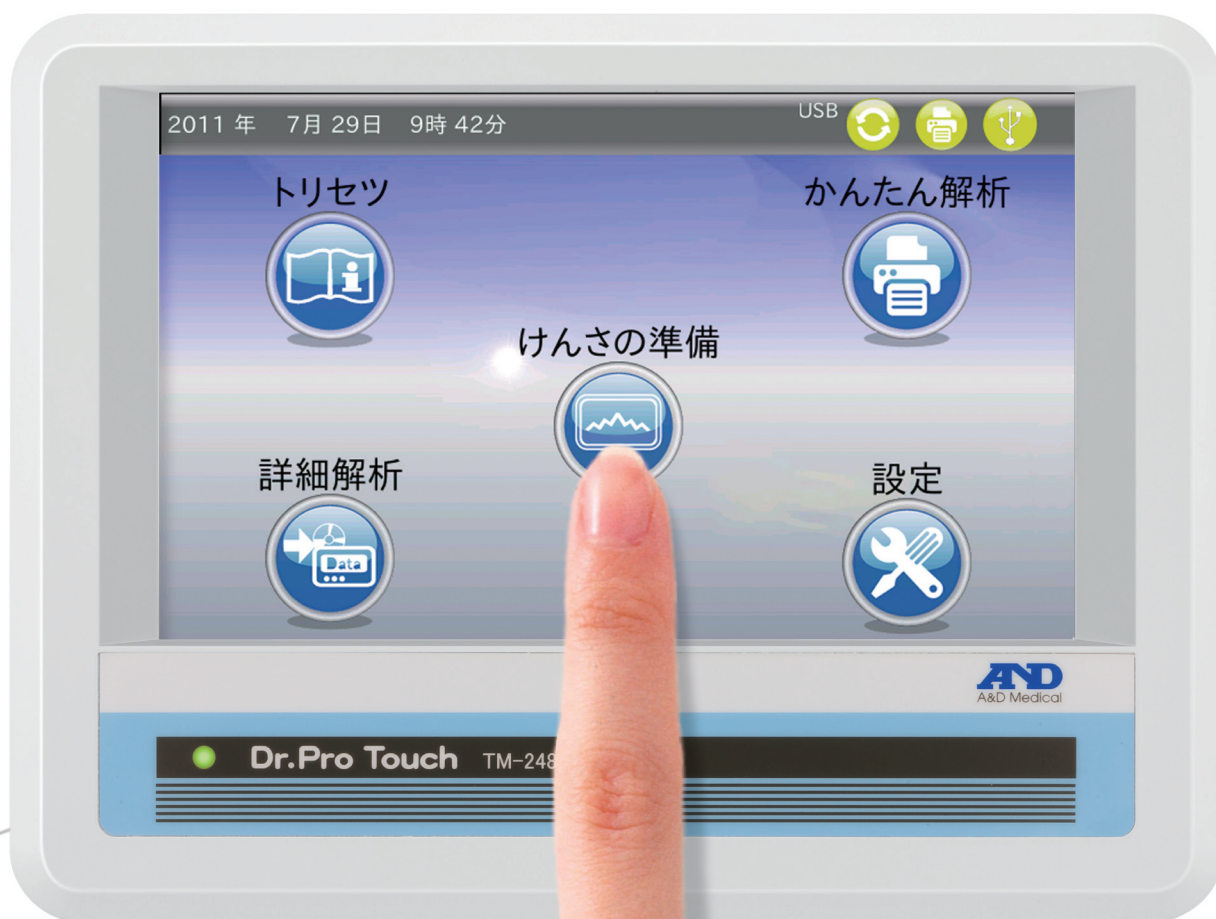 2011 年 7月 29日 9時 42分
USB
トリセツ
かんたん解析
けんさの準備
詳細解析
設定
Data
AND
A&D Medical
Dr.Pro Touch